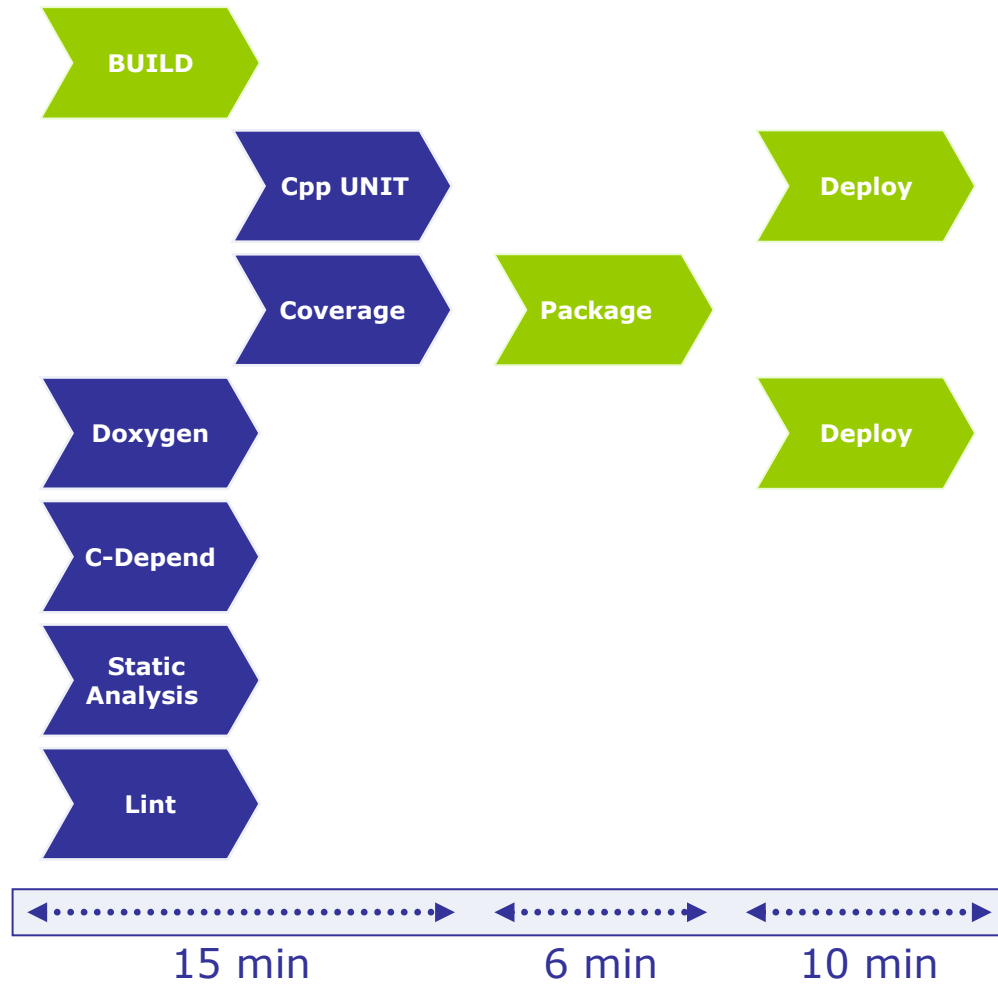 BUILD
Cpp UNIT
Deploy
Coverage
Package
Doxygen
Deploy
C-Depend
Static
Analysis
Lint
15 min
6 min
10 min